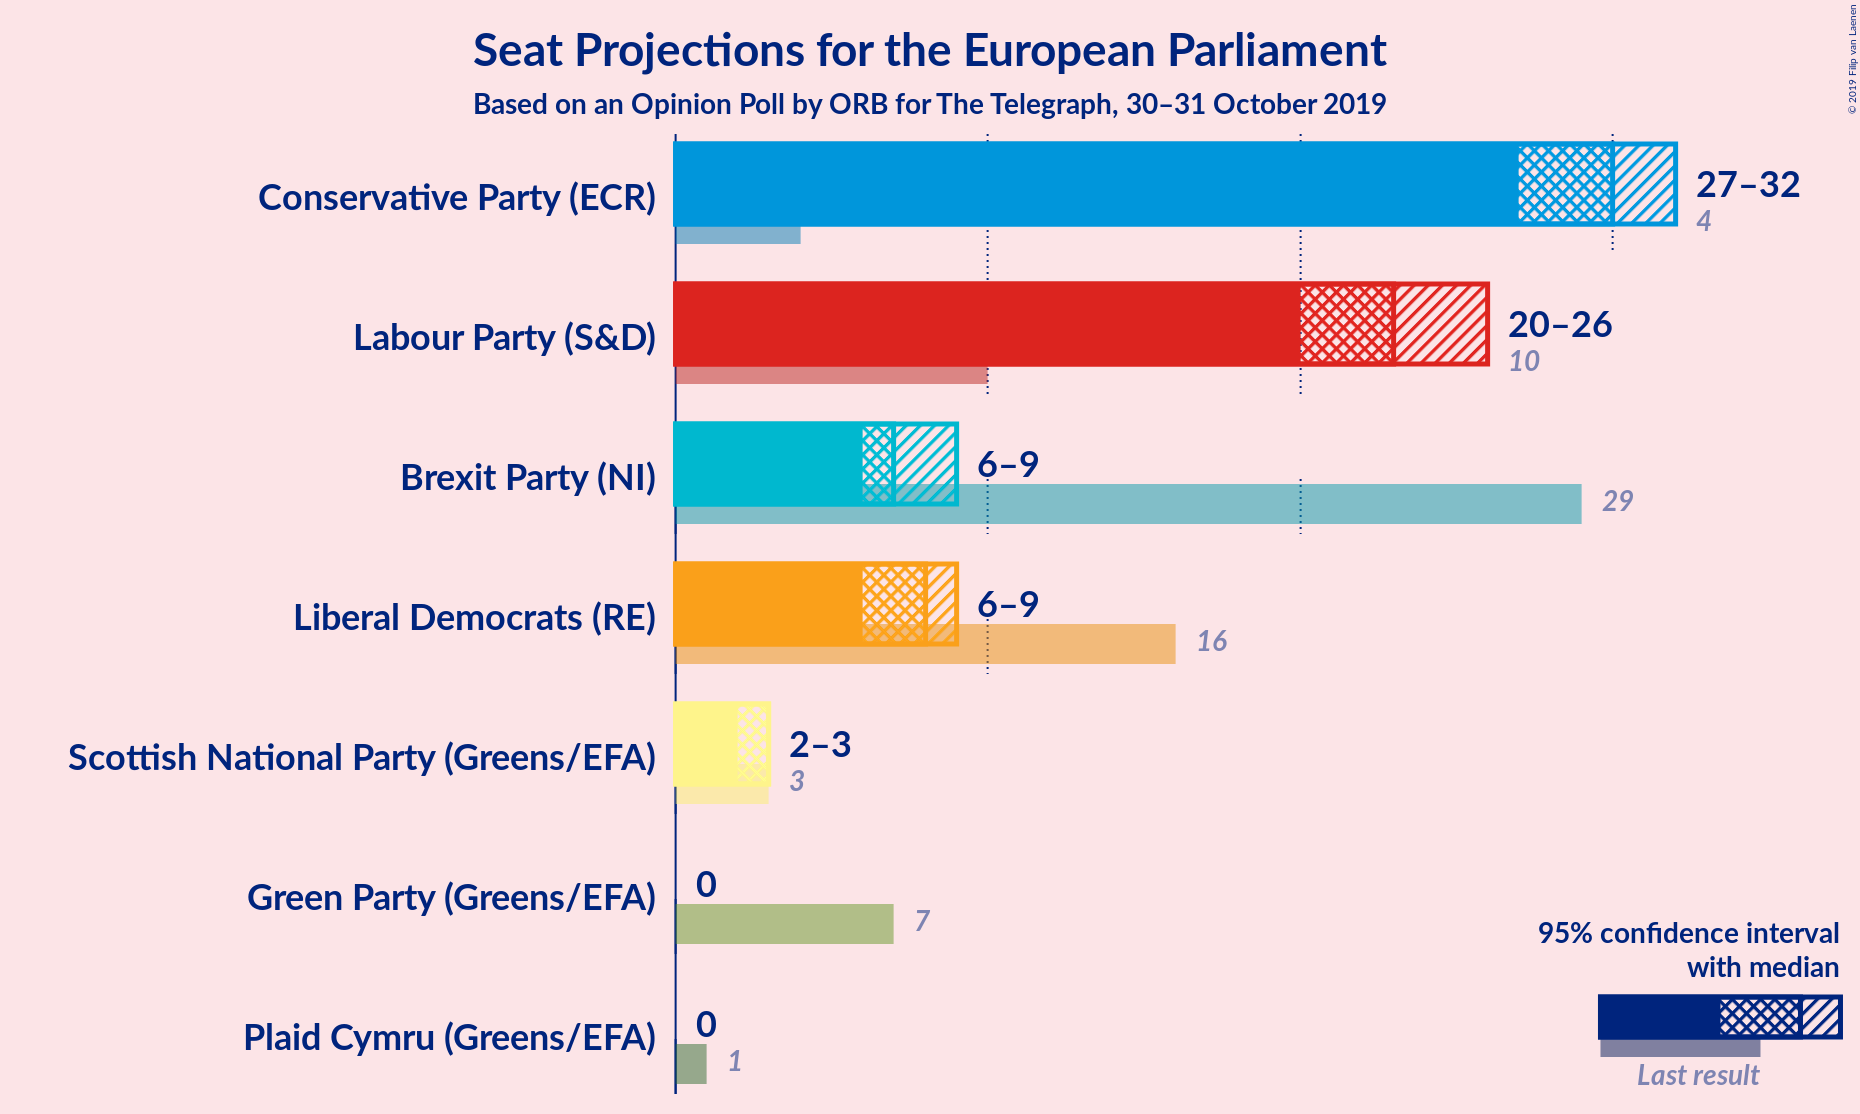 Seat Projections for the European Parliament
Based on an Opinion Poll by ORB for The Telegraph, 30–31 October 2019
© 2019 Filip van Laenen
Conservative Party (ECR)
27–32
4
Labour Party (S&D)
20–26
10
Brexit Party (NI)
6–9
29
Liberal Democrats (RE)
6–9
16
Scottish National Party (Greens/EFA)
2–3
3
Green Party (Greens/EFA)
0
7
Plaid Cymru (Greens/EFA)
0
1
95% confidence interval
with median
Last result